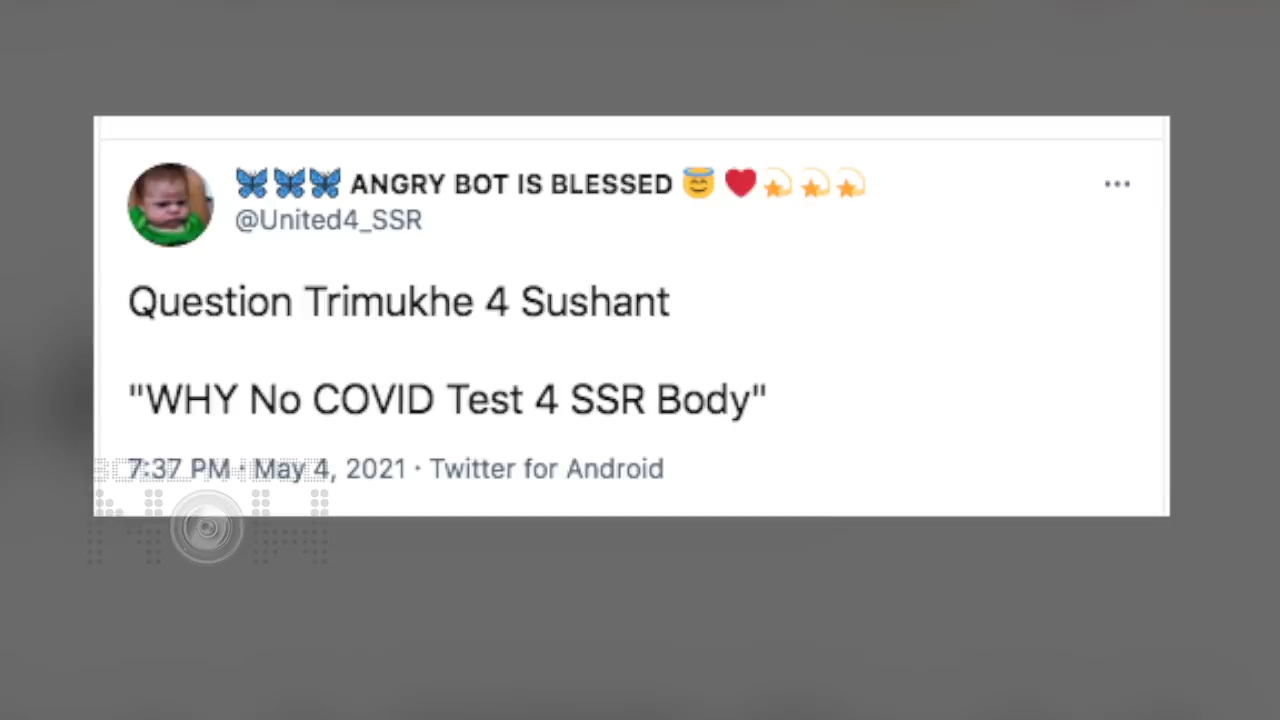 🦋🦋🦋 ANGRY BOT IS BLESSED 😇 ❤️💫💫💫
@United4_SSR
Question Trimukhe 4 Sushant
"WHY No COVID Test 4 SSR Body"
7:37 PM · May 4, 2021 · Twitter for Android
NOW